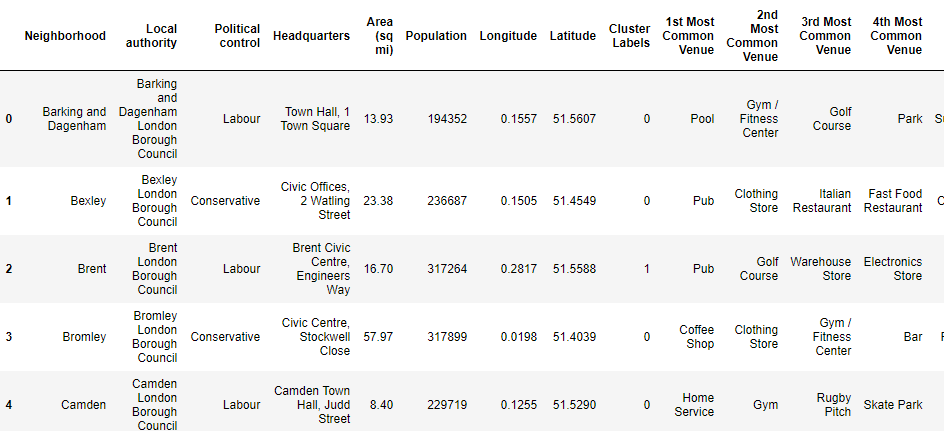 Neighborhood Local authority Political control Headquarters Area (sq mi) Population Longitude Latitude Cluster Labels 1st Most Common Venue 2nd Most Common Venue 3rd Most Common Venue 4th Most Common Venue
0 Barking and Dagenham Barking and Dagenham London Borough Council Labour Town Hall, 1 Town Square 13.93 194352 0.1557 51.5607 0 Pool Gym / Fitness Center Golf Course Park
1 Bexley Bexley London Borough Council Conservative Civic Offices, 2 Watling Street 23.38 236687 0.1505 51.4549 0 Pub Clothing Store Italian Restaurant Fast Food Restaurant
2 Brent Brent London Borough Council Labour Brent Civic Centre, Engineers Way 16.70 317264 0.2817 51.5588 1 Pub Golf Course Warehouse Store Electronics Store
3 Bromley Bromley London Borough Council Conservative Civic Centre, Stockwell Close 57.97 317899 0.0198 51.4039 0 Coffee Shop Clothing Store Gym / Fitness Center Bar
4 Camden Camden London Borough Council Labour Camden Town Hall, Judd Street 8.40 229719 0.1255 51.5290 0 Home Service Gym Rugby Pitch Skate Park